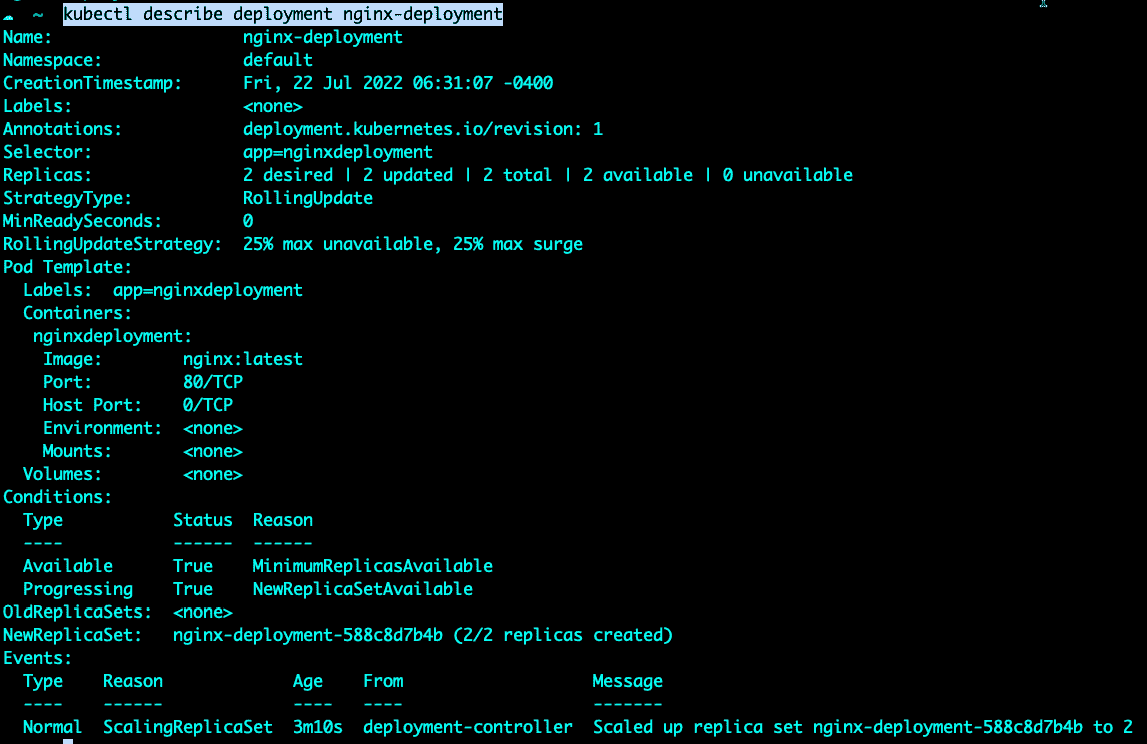 ~ kubectl describe deployment nginx-deployment
Name:                   nginx-deployment
Namespace:              default
CreationTimestamp:      Fri, 22 Jul 2022 06:31:07 -0400
Labels:                 <none>
Annotations:            deployment.kubernetes.io/revision: 1
Selector:               app=nginxdeployment
Replicas:               2 desired | 2 updated | 2 total | 2 available | 0 unavailable
StrategyType:           RollingUpdate
MinReadySeconds:        0
RollingUpdateStrategy:  25% max unavailable, 25% max surge
Pod Template:
  Labels:  app=nginxdeployment
  Containers:
   nginxdeployment:
    Image:        nginx:latest
    Port:         80/TCP
    Host Port:    0/TCP
    Environment:  <none>
    Mounts:       <none>
  Volumes:        <none>
Conditions:
  Type           Status  Reason
  ----           ------  ------
  Available      True    MinimumReplicasAvailable
  Progressing    True    NewReplicaSetAvailable
OldReplicaSets:  <none>
NewReplicaSet:   nginx-deployment-588c8d7b4b (2/2 replicas created)
Events:
  Type    Reason             Age    From                   Message
  ----    ------             ----   ----                   -------
  Normal  ScalingReplicaSet  3m10s  deployment-controller  Scaled up replica set nginx-deployment-588c8d7b4b to 2